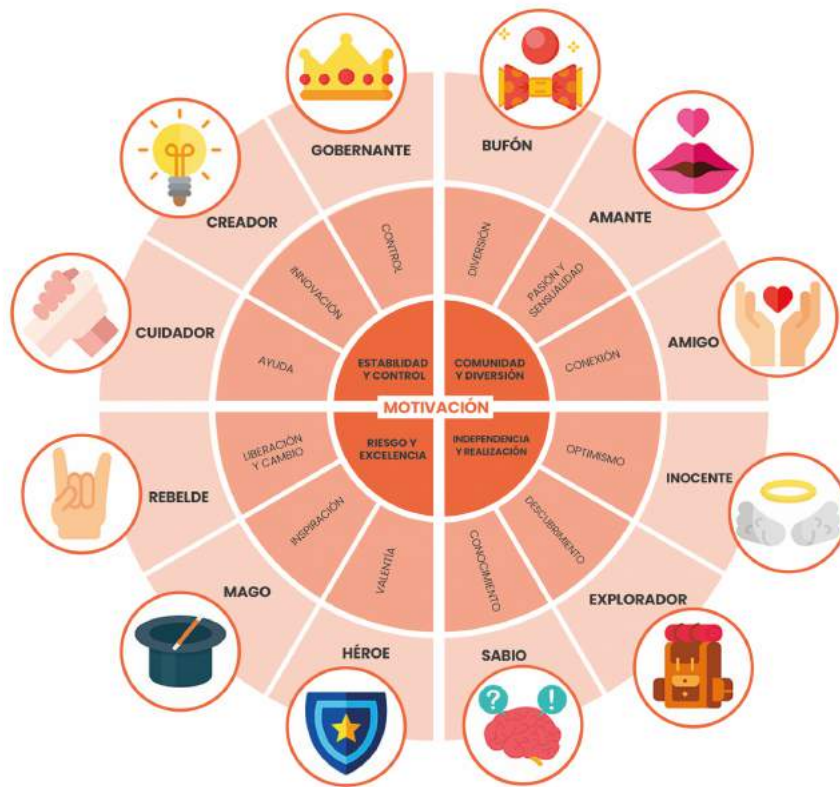 GOBERNANTE
BUFÓN
CREADOR
AMANTE
CONTROL
DIVERSIÓN
INNOVACIÓN
PASIÓN Y
SENSUALIDAD
CUIDADOR
AMIGO
AYUDA
CONEXIÓN
ESTABILIDAD
Y CONTROL
COMUNIDAD
Y DIVERSIÓN
MOTIVACIÓN
RIESGO Y
EXCELENCIA
INDEPENDENCIA
Y REALIZACIÓN
LIBERACIÓN
Y CAMBIO
OPTIMISMO
REBELDE
INOCENTE
INSPIRACIÓN
DESCUBRIMIENTO
VALENTÍA
CONOCIMIENTO
MAGO
EXPLORADOR
HÉROE
SABIO
?
!